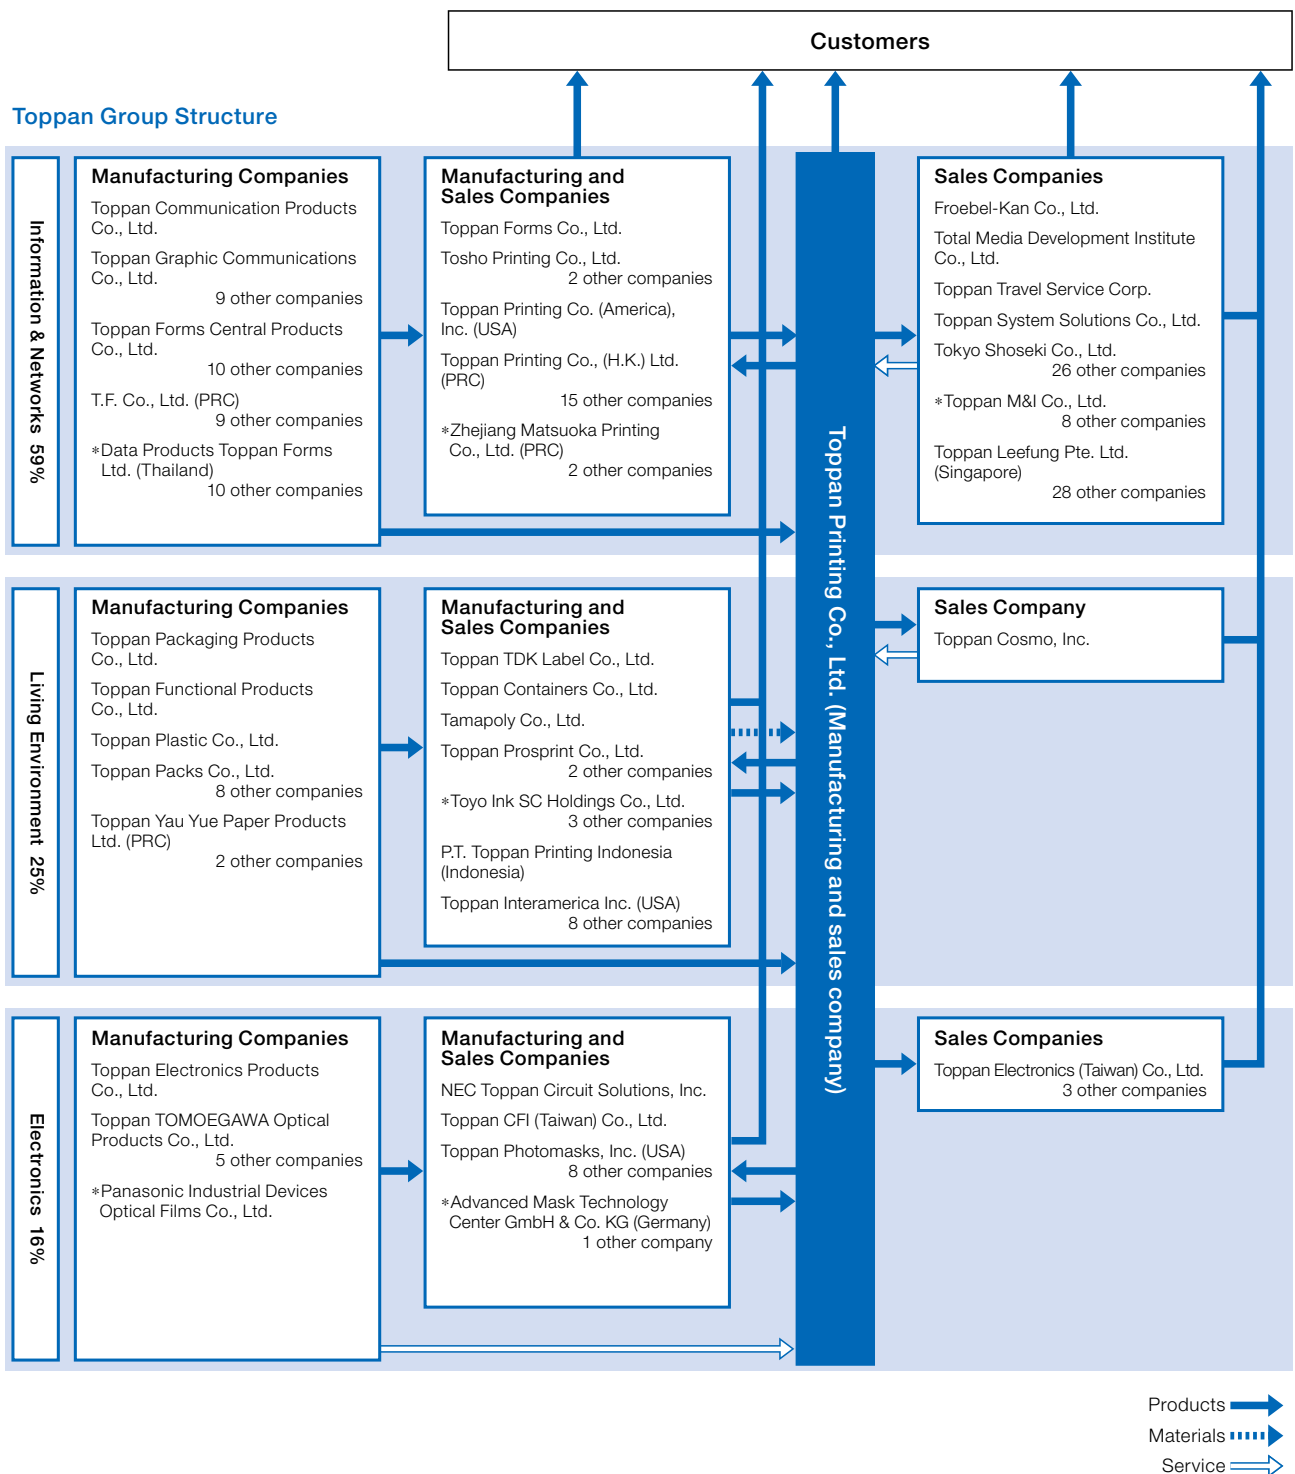 Customers
Toppan Group Structure
Information & Networks 59%
Manufacturing Companies
Toppan Communication Products
Co., Ltd.
Toppan Graphic Communications
Co., Ltd.
9 other companies
Toppan Forms Central Products
Co., Ltd.
10 other companies
T.F. Co., Ltd. (PRC)
9 other companies
*Data Products Toppan Forms
Ltd. (Thailand)
10 other companies
Manufacturing and
Sales Companies
Toppan Forms Co., Ltd.
Tosho Printing Co., Ltd.
2 other companies
Toppan Printing Co. (America),
Inc. (USA)
Toppan Printing Co., (H.K.) Ltd.
(PRC)
15 other companies
*Zhejiang Matsuoka Printing
Co., Ltd. (PRC)
2 other companies
Toppan Printing Co., Ltd. (Manufacturing and sales company)
Sales Companies
Froebel-Kan Co., Ltd.
Total Media Development Institute
Co., Ltd.
Toppan Travel Service Corp.
Toppan System Solutions Co., Ltd.
Tokyo Shoseki Co., Ltd.
26 other companies
*Toppan M&I Co., Ltd.
8 other companies
Toppan Leefung Pte. Ltd.
(Singapore)
28 other companies
Living Environment 25%
Manufacturing Companies
Toppan Packaging Products
Co., Ltd.
Toppan Functional Products
Co., Ltd.
Toppan Plastic Co., Ltd.
Toppan Packs Co., Ltd.
8 other companies
Toppan Yau Yue Paper Products
Ltd. (PRC)
2 other companies
Manufacturing and
Sales Companies
Toppan TDK Label Co., Ltd.
Toppan Containers Co., Ltd.
Tamapoly Co., Ltd.
Toppan Prosprint Co., Ltd.
2 other companies
*Toyo Ink SC Holdings Co., Ltd.
3 other companies
P.T. Toppan Printing Indonesia
(Indonesia)
Toppan Interamerica Inc. (USA)
8 other companies
Sales Company
Toppan Cosmo, Inc.
Electronics 16%
Manufacturing Companies
Toppan Electronics Products
Co., Ltd.
Toppan TOMOEGAWA Optical
Products Co., Ltd.
5 other companies
*Panasonic Industrial Devices
Optical Films Co., Ltd.
Manufacturing and
Sales Companies
NEC Toppan Circuit Solutions, Inc.
Toppan CFI (Taiwan) Co., Ltd.
Toppan Photomasks, Inc. (USA)
8 other companies
*Advanced Mask Technology
Center GmbH & Co. KG (Germany)
1 other company
Sales Companies
Toppan Electronics (Taiwan) Co., Ltd.
3 other companies
Products
Materials
Service